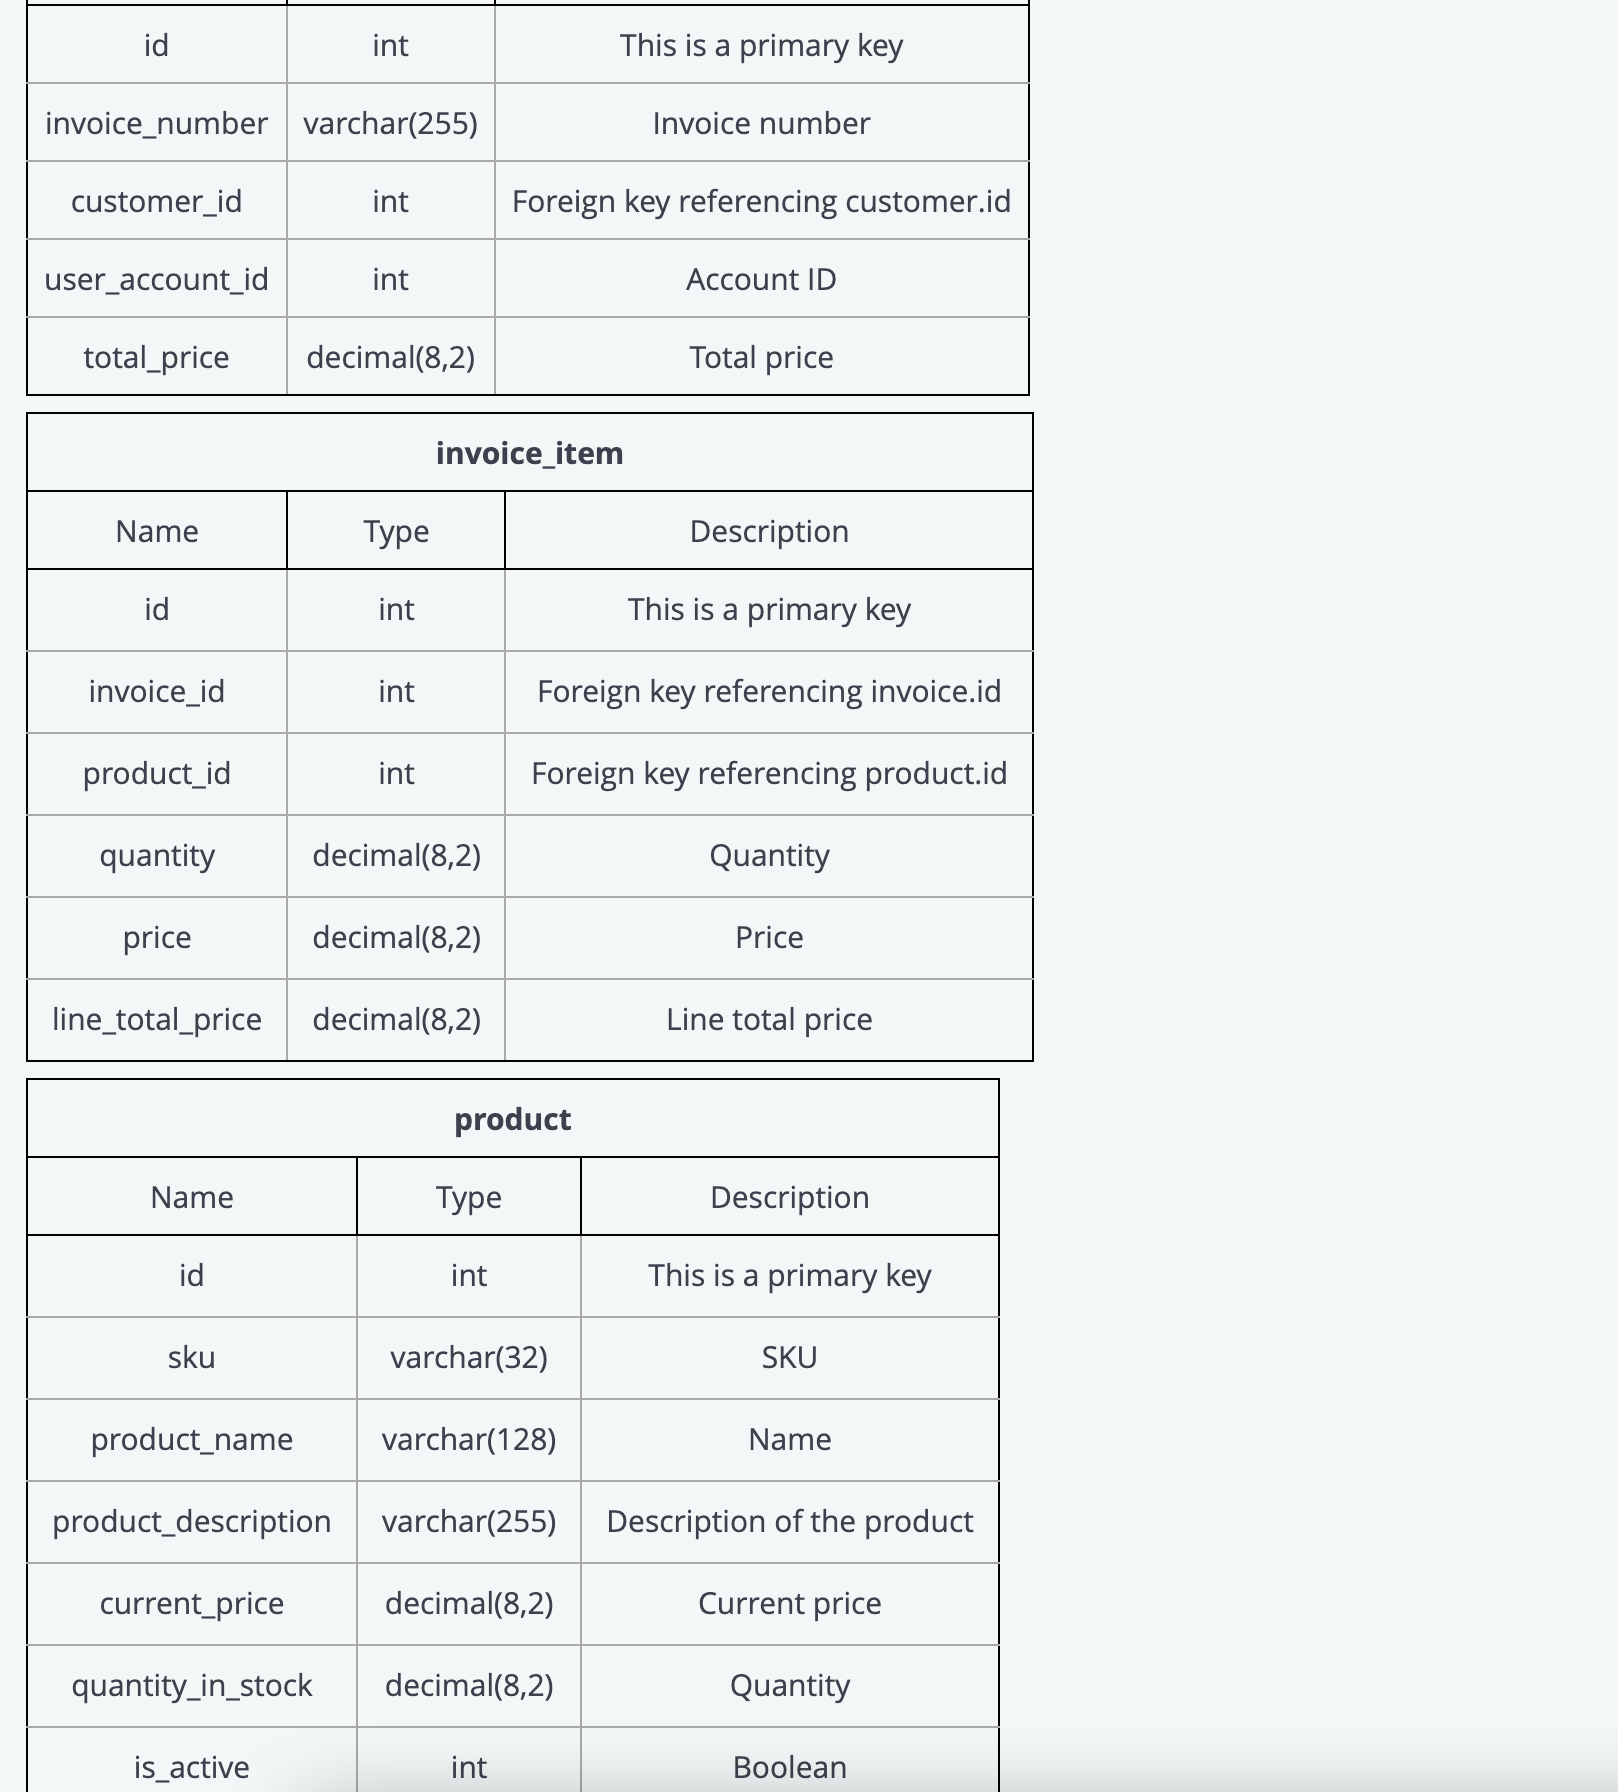 id int This is a primary key
invoice_number varchar(255) Invoice number
customer_id int Foreign key referencing customer.id
user_account_id int Account ID
total_price decimal(8,2) Total price
invoice_item
Name Type Description
id int This is a primary key
invoice_id int Foreign key referencing invoice.id
product_id int Foreign key referencing product.id
quantity decimal(8,2) Quantity
price decimal(8,2) Price
line_total_price decimal(8,2) Line total price
product
Name Type Description
id int This is a primary key
sku varchar(32) SKU
product_name varchar(128) Name
product_description varchar(255) Description of the product
current_price decimal(8,2) Current price
quantity_in_stock decimal(8,2) Quantity
is_active int Boolean